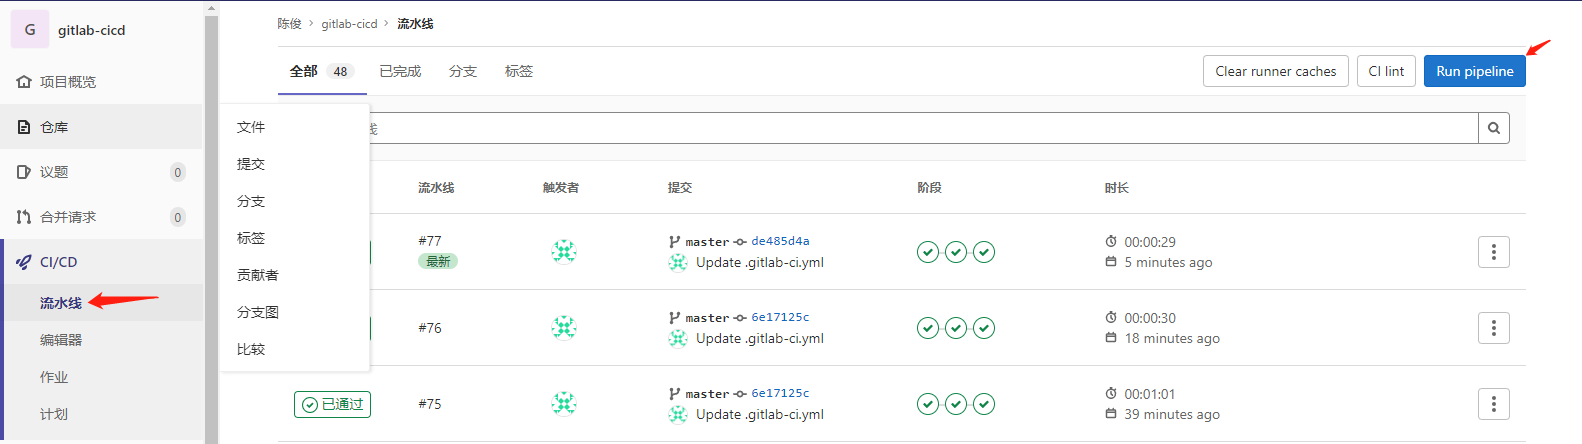 G gitlab-cicd
项目概览
仓库
议题 0
合并请求 0
CI/CD
流水线
编辑器
作业
计划
文件
提交
分支
标签
贡献者
分支图
比较
陈俊 > gitlab-cicd > 流水线
全部 48 已完成 分支 标签 Clear runner caches CI lint Run pipeline
线
流水线 触发者 提交 阶段 时长
#77 master de485d4a 00:00:29
最新 Update .gitlab-ci.yml 5 minutes ago
#76 master 6e17125c 00:00:30
Update .gitlab-ci.yml 18 minutes ago
已通过 #75 master 6e17125c 00:01:01
Update .gitlab-ci.yml 39 minutes ago